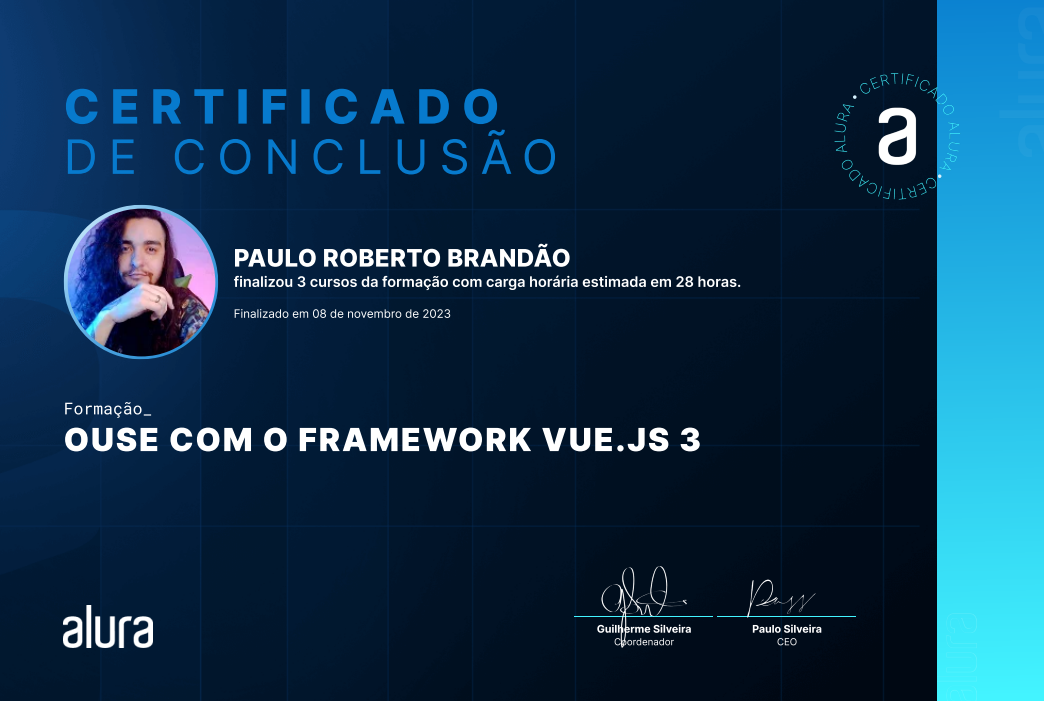 CERTIFICADO
DE CONCLUSÃO
CERTIFICADO ALURA • CERTIFICADO ALURA •
a
PAULO ROBERTO BRANDÃO
finalizou 3 cursos da formação com carga horária estimada em 28 horas.
Finalizado em 08 de novembro de 2023
Formação_
OUSE COM O FRAMEWORK VUE.JS 3
alura
Guilherme Silveira
Coordenador
Paulo Silveira
CEO
alura
alura